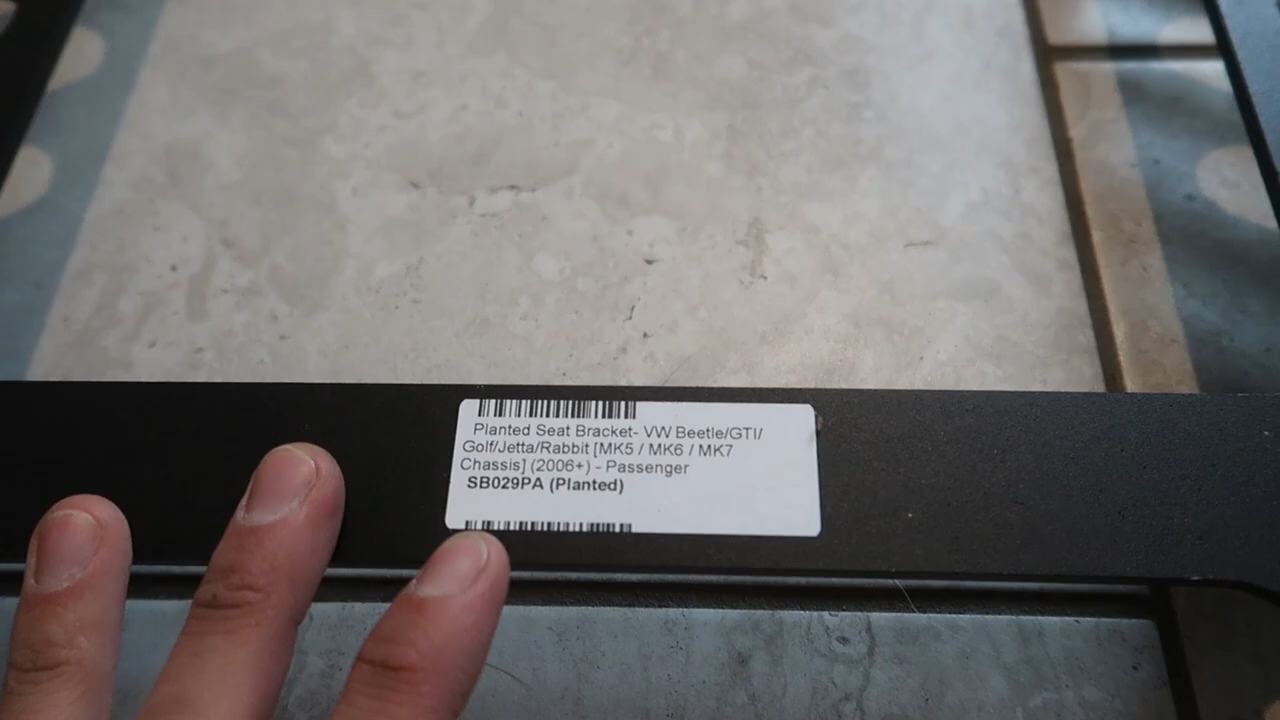 Planted Seat Bracket- VW Beetle/GTI/
Golf/Jetta/Rabbit [MK5 / MK6 / MK7
Chassis] (2006+) - Passenger
SB029PA (Planted)